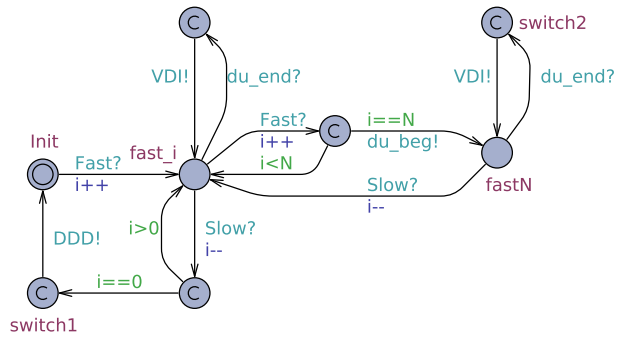 C
C
switch2
VDI!
du_end?
VDI!
du_end?
Fast?
i==N
C
Init
fast_i
i++
du_beg!
Fast?
i<N
i++
Slow?
fastN
i--
i>0
Slow?
DDD!
i--
i==0
C
C
switch1